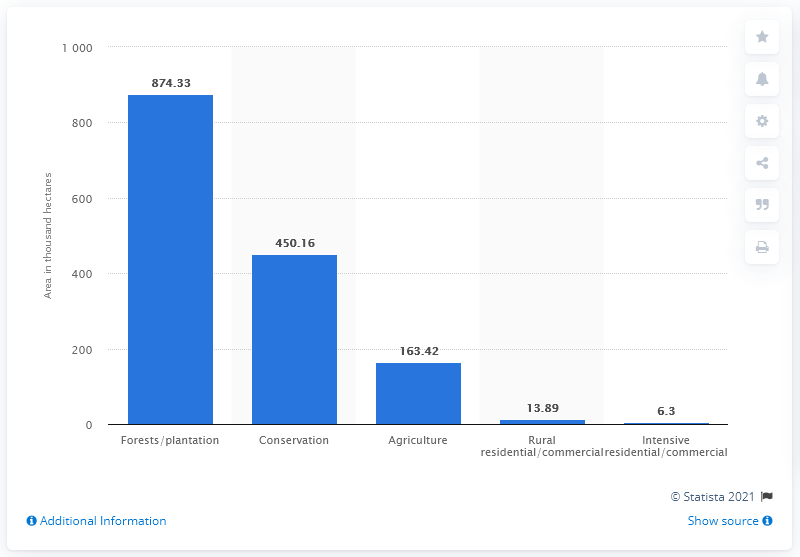 1 000
800
600
400
200
0
Area in thousand hectares
874.33
450.16
163.42
13.89
6.3
Forests/plantation
Conservation
Agriculture
Rural
residential/commercial
Intensive
residential/commercial
© Statista 2021
Additional Information
Show source